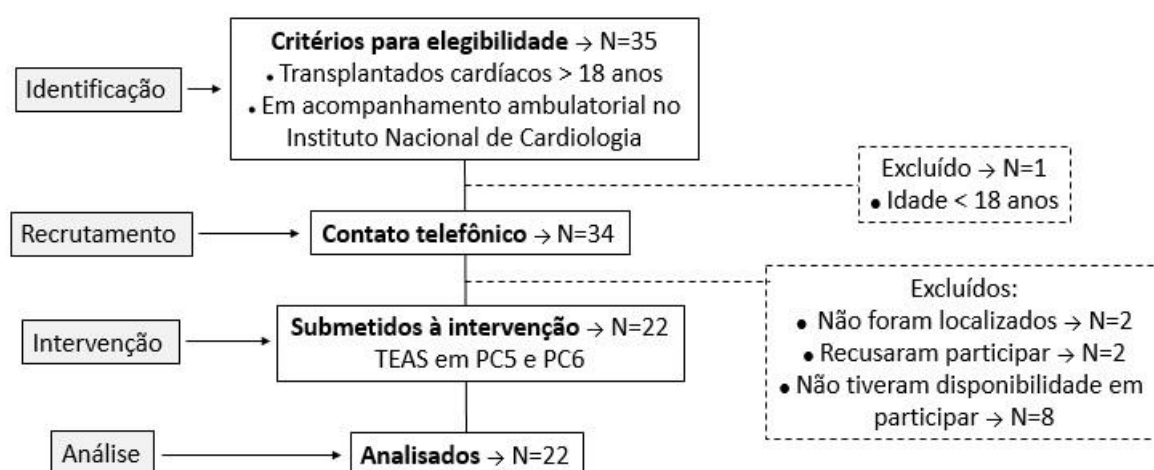 Critérios para elegibilidade → N=35
• Transplantados cardíacos > 18 anos
• Em acompanhamento ambulatorial no
Instituto Nacional de Cardiologia
Identificação
Excluído → N=1
• Idade < 18 anos
Recrutamento
Contato telefônico → N=34
Excluídos:
• Não foram localizados → N=2
• Recusaram participar → N=2
• Não tiveram disponibilidade em
participar → N=8
Intervenção
Submetidos à intervenção → N=22
TEAS em PC5 e PC6
Análise
Analisados → N=22